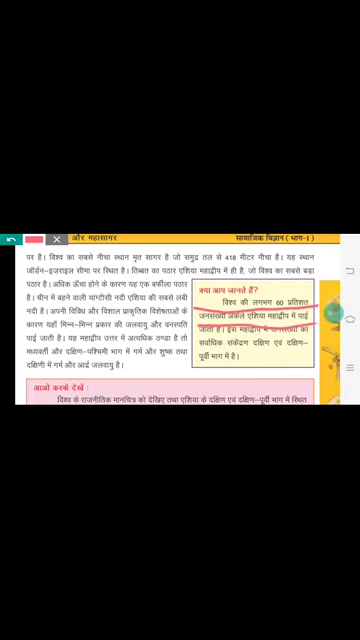 और महासागर
सामाजिक विज्ञान (भाग-1)
पर है। विश्व का सबसे नीचा स्थान मृत सागर है जो समुद्र तल से 418 मीटर नीचा है। यह स्थान
जॉर्डन-इजराइल सीमा पर स्थित है। तिब्बत का पठार एशिया महाद्वीप में ही है, जो विश्व का सबसे बड़ा
पठार है। अधिक ऊँचा होने के कारण यह एक बर्फीला पठार
है। चीन में बहने वाली यांग्टीसी नदी एशिया की सबसे लंबी
नदी है। अपनी विविध और विशाल प्राकृतिक विशेषताओं के
कारण यहाँ भिन्न-भिन्न प्रकार की जलवायु और वनस्पति
पाई जाती है। यह महाद्वीप उत्तर में अत्यधिक ठण्डा है तो
मध्यवर्ती और दक्षिण-पश्चिमी भाग में गर्म और शुष्क तथा
दक्षिणी में गर्म और आर्द्र जलवायु है।
क्या आप जानते हैं?
विश्व की लगभग 60 प्रतिशत
जनसंख्या अकेले एशिया महाद्वीप में पाई
जाती है। इस महाद्वीप में जनसंख्या का
सर्वाधिक संकेंद्रण दक्षिण एवं दक्षिण-
पूर्वी भाग में है।
आओ करके देखें :
विश्व के राजनीतिक मानचित्र को देखिए तथा एशिया के दक्षिण एवं दक्षिण-पूर्वी भाग में स्थित